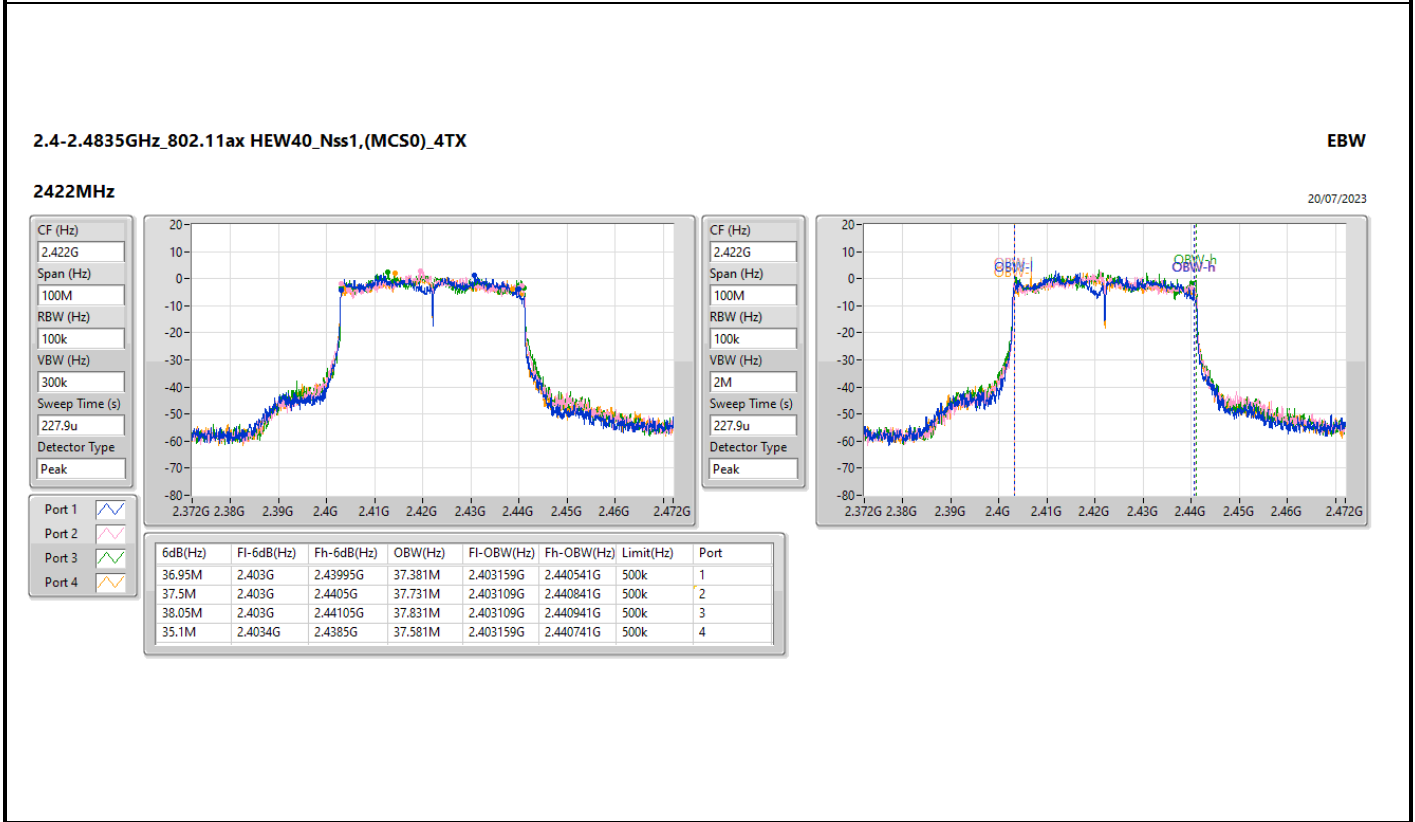 2.4-2.4835GHz_802.11ax HEW40_Nss1,(MCS0)_4TX EBW
2422MHz
20/07/2023
CF (Hz)
2.422G
Span (Hz)
100M
RBW (Hz)
100k
VBW (Hz)
300k
Sweep Time (s)
227.9u
Detector Type
Peak
20
10
0
-10
-20
-30
-40
-50
-60
-70
-80
2.372G 2.38G 2.39G 2.4G 2.41G 2.42G 2.43G 2.44G 2.45G 2.46G 2.472G
CF (Hz)
2.422G
Span (Hz)
100M
RBW (Hz)
100k
VBW (Hz)
2M
Sweep Time (s)
227.9u
Detector Type
Peak
20
10
0
-10
-20
-30
-40
-50
-60
-70
-80
OBW-l
OBW-h
OBW-h
2.372G 2.38G 2.39G 2.4G 2.41G 2.42G 2.43G 2.44G 2.45G 2.46G 2.472G
Port 1
Port 2
Port 3
Port 4
6dB(Hz) Fl-6dB(Hz) Fh-6dB(Hz) OBW(Hz) Fl-OBW(Hz) Fh-OBW(Hz) Limit(Hz) Port
36.95M 2.403G 2.43995G 37.381M 2.403159G 2.440541G 500k 1
37.5M 2.403G 2.4405G 37.731M 2.403109G 2.440841G 500k 2
38.05M 2.403G 2.44105G 37.831M 2.403109G 2.440941G 500k 3
35.1M 2.4034G 2.4385G 37.581M 2.403159G 2.440741G 500k 4